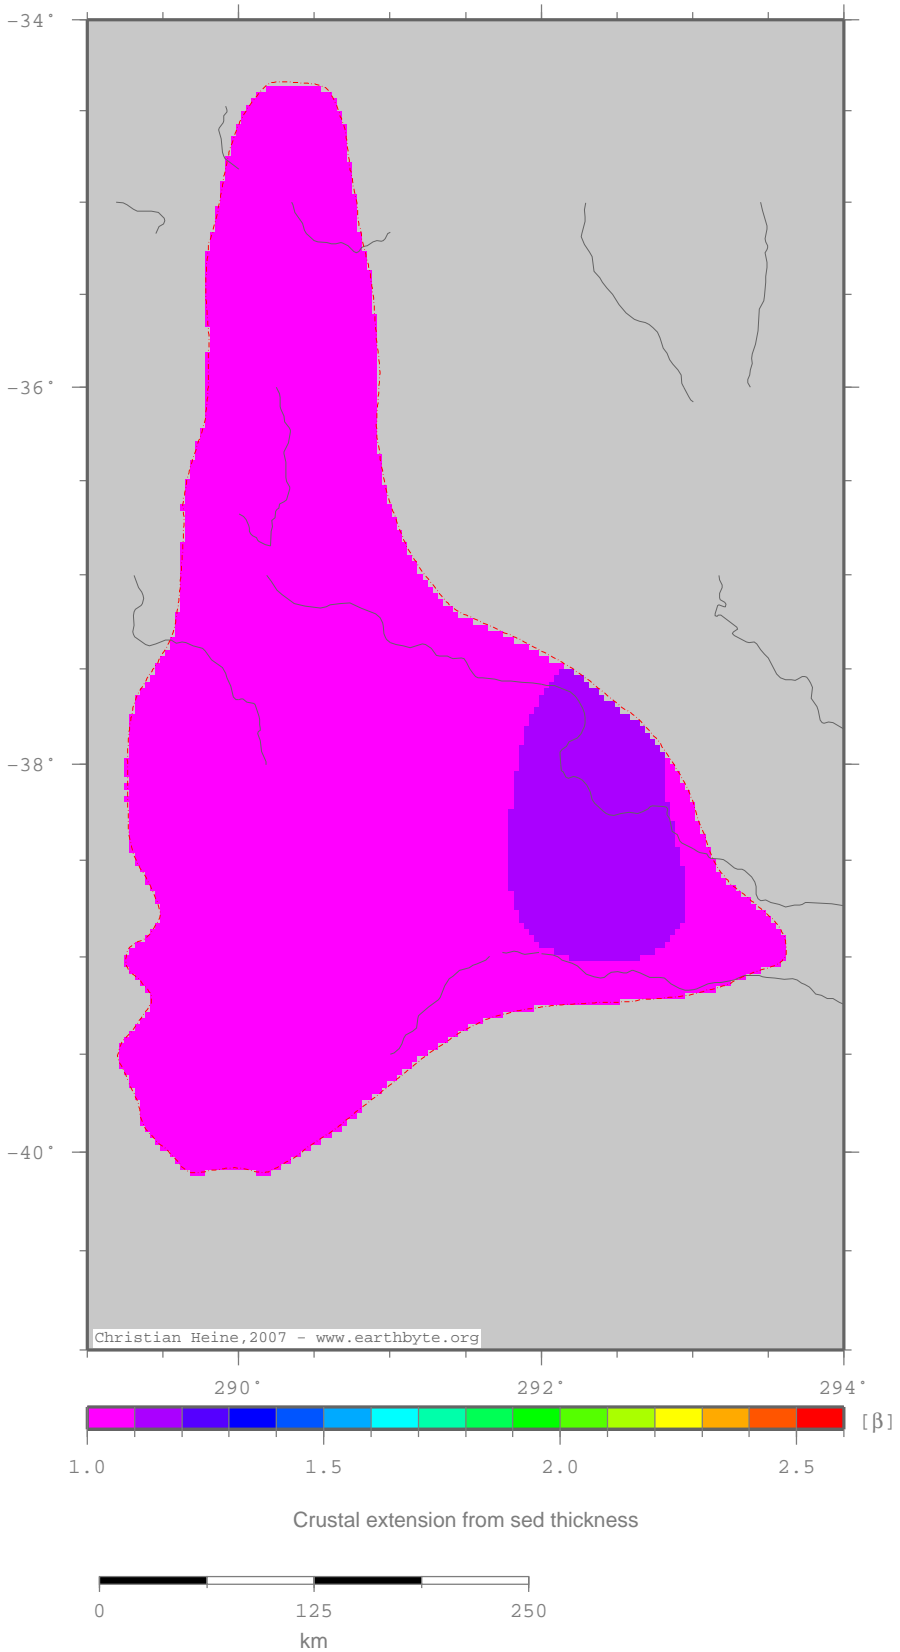 −34°
−36°
−38°
−40°
Christian Heine,2007 − www.earthbyte.org
290° 292° 294°
[β]
1.0 1.5 2.0 2.5
Crustal extension from sed thickness
0 125 250
km